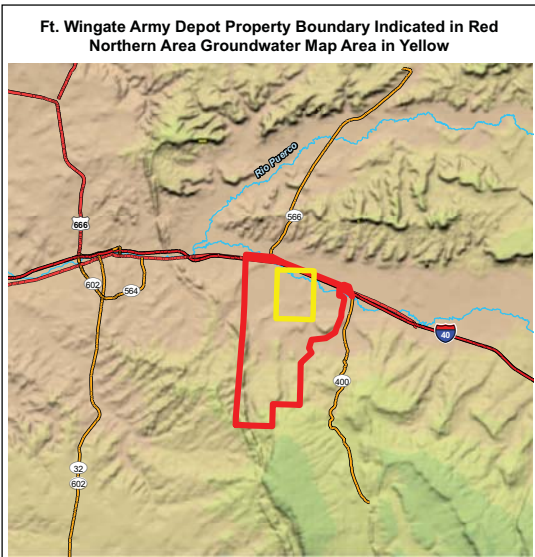 Ft. Wingate Army Depot Property Boundary Indicated in Red
Northern Area Groundwater Map Area in Yellow
Rio Puerco
566
666
602
564
40
400
32
602